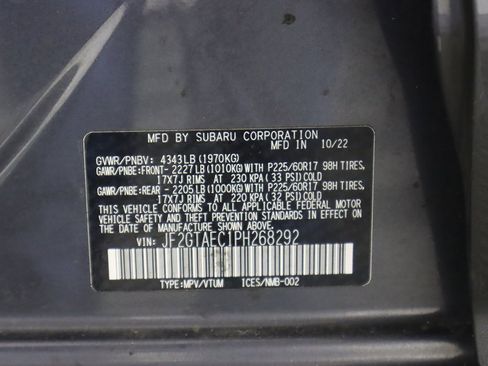 MFD BY SUBARU CORPORATION
MFD IN 10/22
GVWR/PNBV: 4343LB(1970KG)
GAWR/PNBE:FRONT- 2227LB(1010KG)WITH P225/60R17 98H TIRES,
17X7J RIMS AT 230 KPA(33 PSI)COLD
GAWR/PNBE:REAR - 2205LB(1000KG)WITH P225/60R17 98H TIRES,
17X7J RIMS AT 220 KPA(32 PSI)COLD
THIS VEHICLE CONFORMS TO ALL APPLICABLE FEDERAL
MOTOR VEHICLE SAFETY, BUMPER, AND THEFT PREVENTION
STANDARDS IN EFFECT ON THE DATE OF MANUFACTURE
SHOWN ABOVE.
VIN: JF2GTAEC1PH268292
TYPE:MPV/VTUM ICES/NMB-002